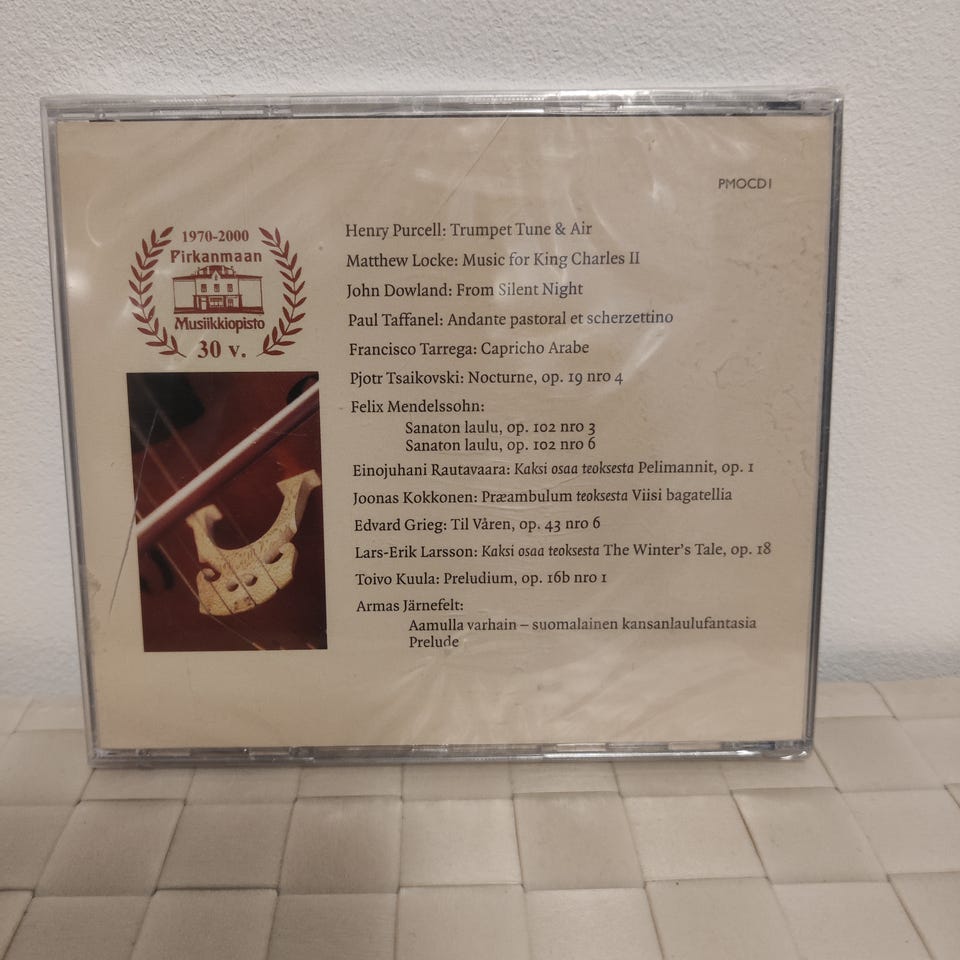 PMOCD1
1970-2000
Pirkanmaan
Musiikkiopisto
30 v.
Henry Purcell: Trumpet Tune & Air
Matthew Locke: Music for King Charles II
John Dowland: From Silent Night
Paul Taffanel: Andante pastoral et scherzettino
Francisco Tarrega: Capricho Arabe
Pjotr Tsaikovski: Nocturne, op. 19 nro 4
Felix Mendelssohn:
Sanaton laulu, op. 102 nro 3
Sanaton laulu, op. 102 nro 6
Einojuhani Rautavaara: Kaksi osaa teoksesta Pelimannit, op. 1
Joonas Kokkonen: Præambulum teoksesta Viisi bagatellia
Edvard Grieg: Til Våren, op. 43 nro 6
Lars-Erik Larsson: Kaksi osaa teoksesta The Winter's Tale, op. 18
Toivo Kuula: Preludium, op. 16b nro 1
Armas Järnefelt:
Aamulla varhain – suomalainen kansanlaulufantasia
Prelude